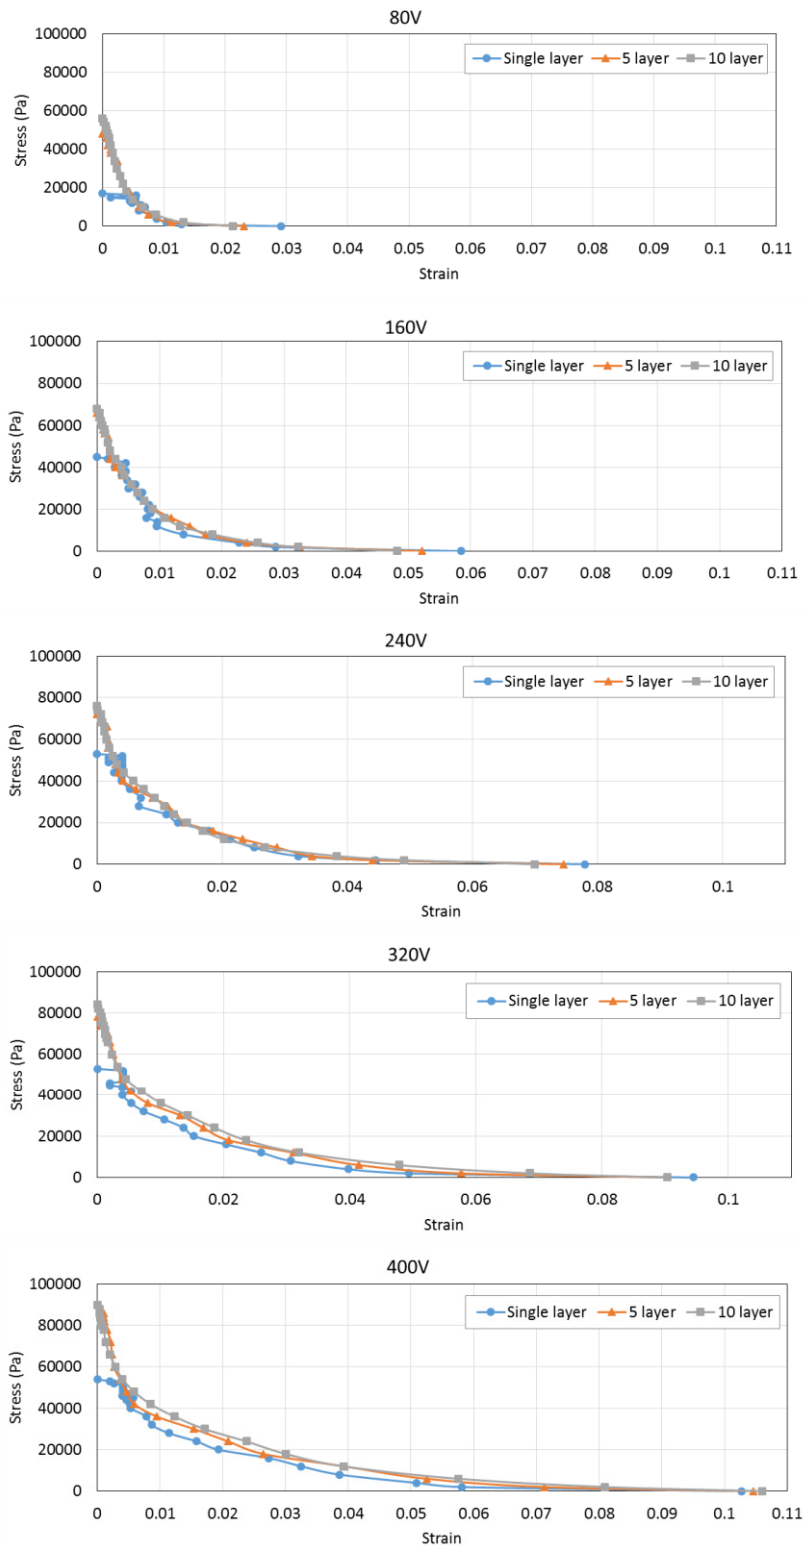 80V
100000
80000
60000
40000
20000
0
Stress (Pa)
Single layer 5 layer 10 layer
0 0.01 0.02 0.03 0.04 0.05 0.06 0.07 0.08 0.09 0.1 0.11
Strain
160V
100000
80000
60000
40000
20000
0
Stress (Pa)
Single layer 5 layer 10 layer
0 0.01 0.02 0.03 0.04 0.05 0.06 0.07 0.08 0.09 0.1 0.11
Strain
240V
100000
80000
60000
40000
20000
0
Stress (Pa)
Single layer 5 layer 10 layer
0 0.02 0.04 0.06 0.08 0.1
Strain
320V
100000
80000
60000
40000
20000
0
Stress (Pa)
Single layer 5 layer 10 layer
0 0.02 0.04 0.06 0.08 0.1
Strain
400V
100000
80000
60000
40000
20000
0
Stress (Pa)
Single layer 5 layer 10 layer
0 0.01 0.02 0.03 0.04 0.05 0.06 0.07 0.08 0.09 0.1 0.11
Strain